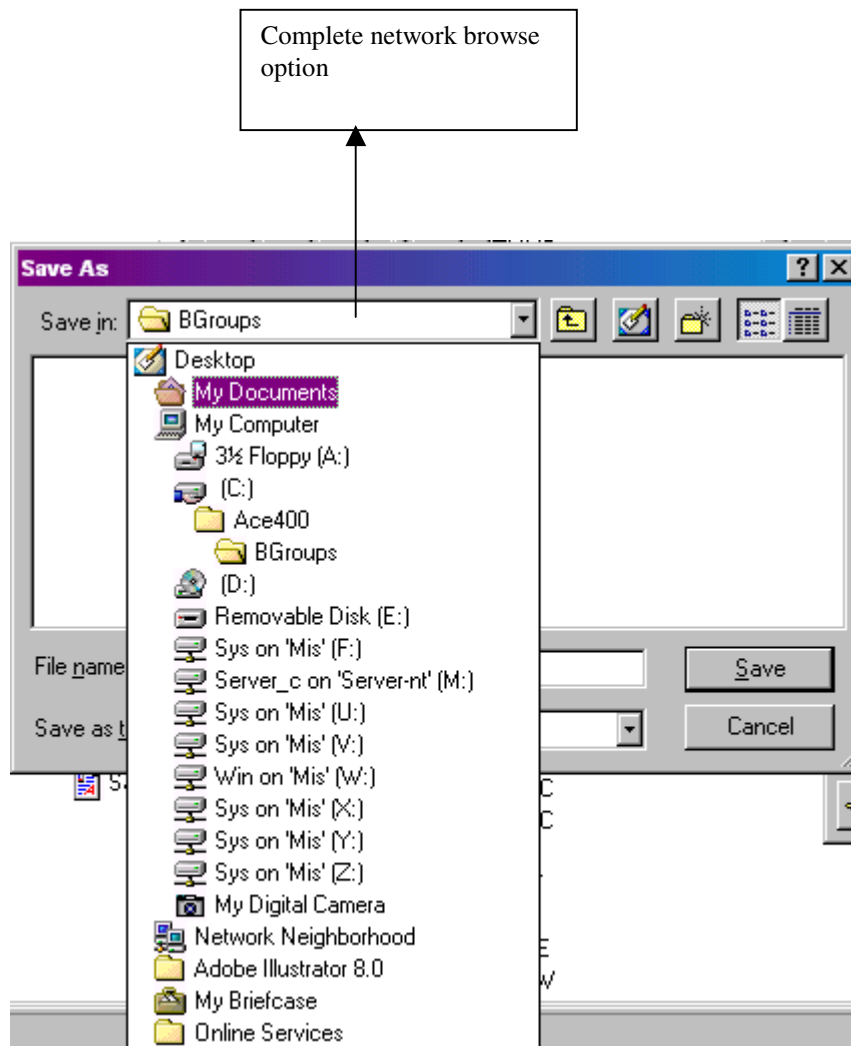 Complete network browse
option
Save As
Save in: BGroups
Desktop
My Documents
My Computer
3½ Floppy (A:)
(C:)
Ace400
BGroups
(D:)
Removable Disk (E:)
Sys on 'Mis' (F:)
File name
Save
Server_c on 'Server-nt' (M:)
Sys on 'Mis' (U:)
Save as t
Cancel
Sys on 'Mis' (V:)
Win on 'Mis' (W:)
Sys on 'Mis' (X:)
Sys on 'Mis' (Y:)
Sys on 'Mis' (Z:)
My Digital Camera
Network Neighborhood
Adobe Illustrator 8.0
My Briefcase
Online Services